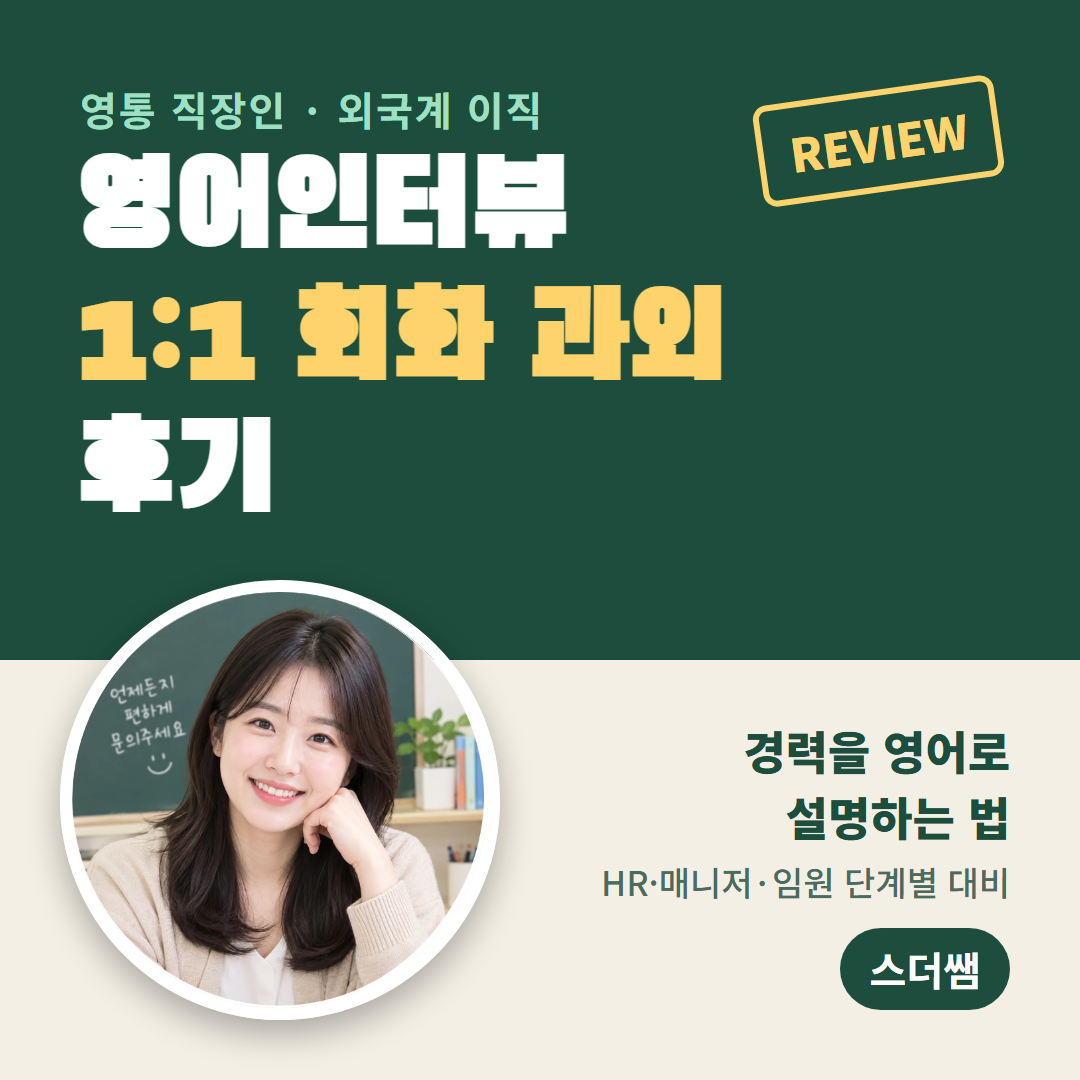 영통 직장인 · 외국계 이직
REVIEW
영어인터뷰
1:1 회화 과외
후기
언제든지
편하게
문의주세요
경력을 영어로
설명하는 법
HR·매니저·임원 단계별 대비
스더쌤